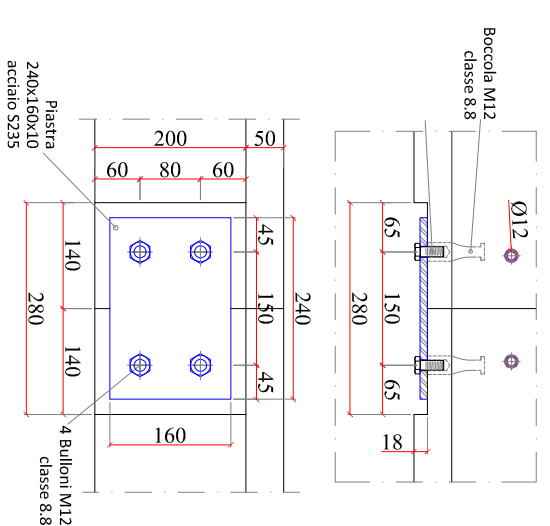 Boccola M12
classe 8.8
Ø12
65
150
65
280
18
200
50
60
80
60
Piastra
240x160x10
acciaio S235
45
150
45
240
140
140
280
160
4 Bulloni M12
classe 8.8